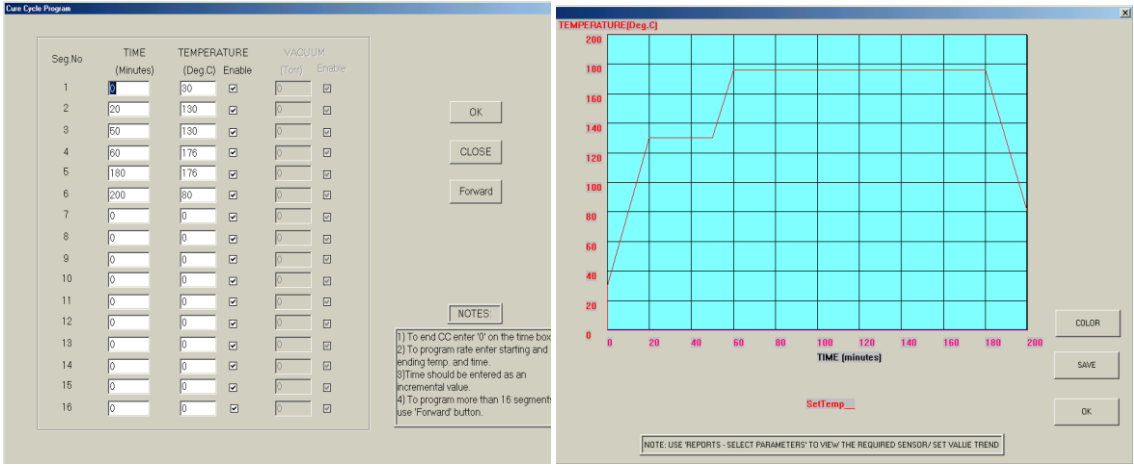 Cure Cycle Program
Seg.No TIME TEMPERATURE VACUUM
(Minutes) (Deg.C) Enable (Torr) Enable
1 0 30 0
2 20 130 0
3 50 130 0
4 60 176 0
5 180 176 0
6 200 80 0
7 0 0 0
8 0 0 0
9 0 0 0
10 0 0 0
11 0 0 0
12 0 0 0
13 0 0 0
14 0 0 0
15 0 0 0
16 0 0 0
OK
CLOSE
Forward
NOTES:
1) To end CC enter '0' on the time box
2) To program rate enter starting and
ending temp. and time.
3)Time should be entered as an
incremental value.
4) To program more than 16 segments
use 'Forward' button.
TEMPERATURE(Deg.C)
200
180
160
140
120
100
80
60
40
20
0
0 20 40 60 80 100 120 140 160 180 200
TIME (minutes)
SetTemp__
COLOR
SAVE
OK
NOTE: USE 'REPORTS - SELECT PARAMETERS' TO VIEW THE REQUIRED SENSOR/ SET VALUE TREND